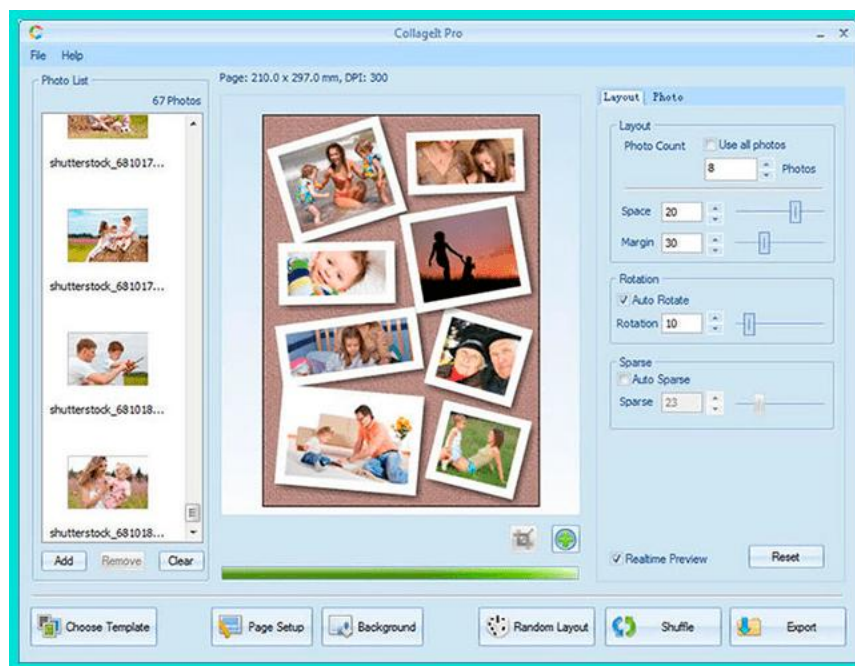 CollageIt Pro
File Help
Photo List
67 Photos
shutterstock_681017...
shutterstock_681017...
shutterstock_681018...
shutterstock_681018...
Add Remove Clear
Page: 210.0 x 297.0 mm, DPI: 300
Layout Photo
Layout
Photo Count Use all photos
8 Photos
Space 20
Margin 30
Rotation
Auto Rotate
Rotation 10
Sparse
Auto Sparse
Sparse 23
Realtime Preview Reset
Choose Template Page Setup Background Random Layout Shuffle Export